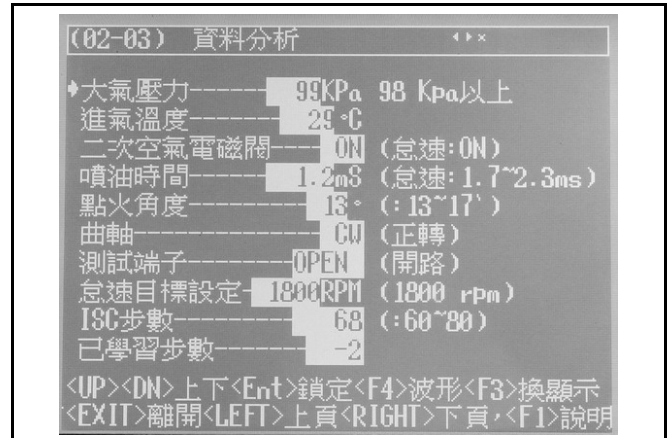 (02-03) 資料分析 ◂▸×
➧大氣壓力------99KPa 98 Kpa以上
進氣溫度-------29°C
二次空氣電磁閥---- ON (怠速:ON)
噴油時間-------1.2mS (怠速:1.7~2.3ms)
點火角度--------13° (:13~17`)
曲軸------------CW (正轉)
測試端子-------OPEN (開路)
怠速目標設定-1800RPM (1800 rpm)
ISC步數---------68 (:60~80)
已學習步數-------2
<UP><DN>上下<Ent>鎖定<F4>波形<F3>換顯示
<EXIT>離開<LEFT>上頁<RIGHT>下頁,<F1>說明